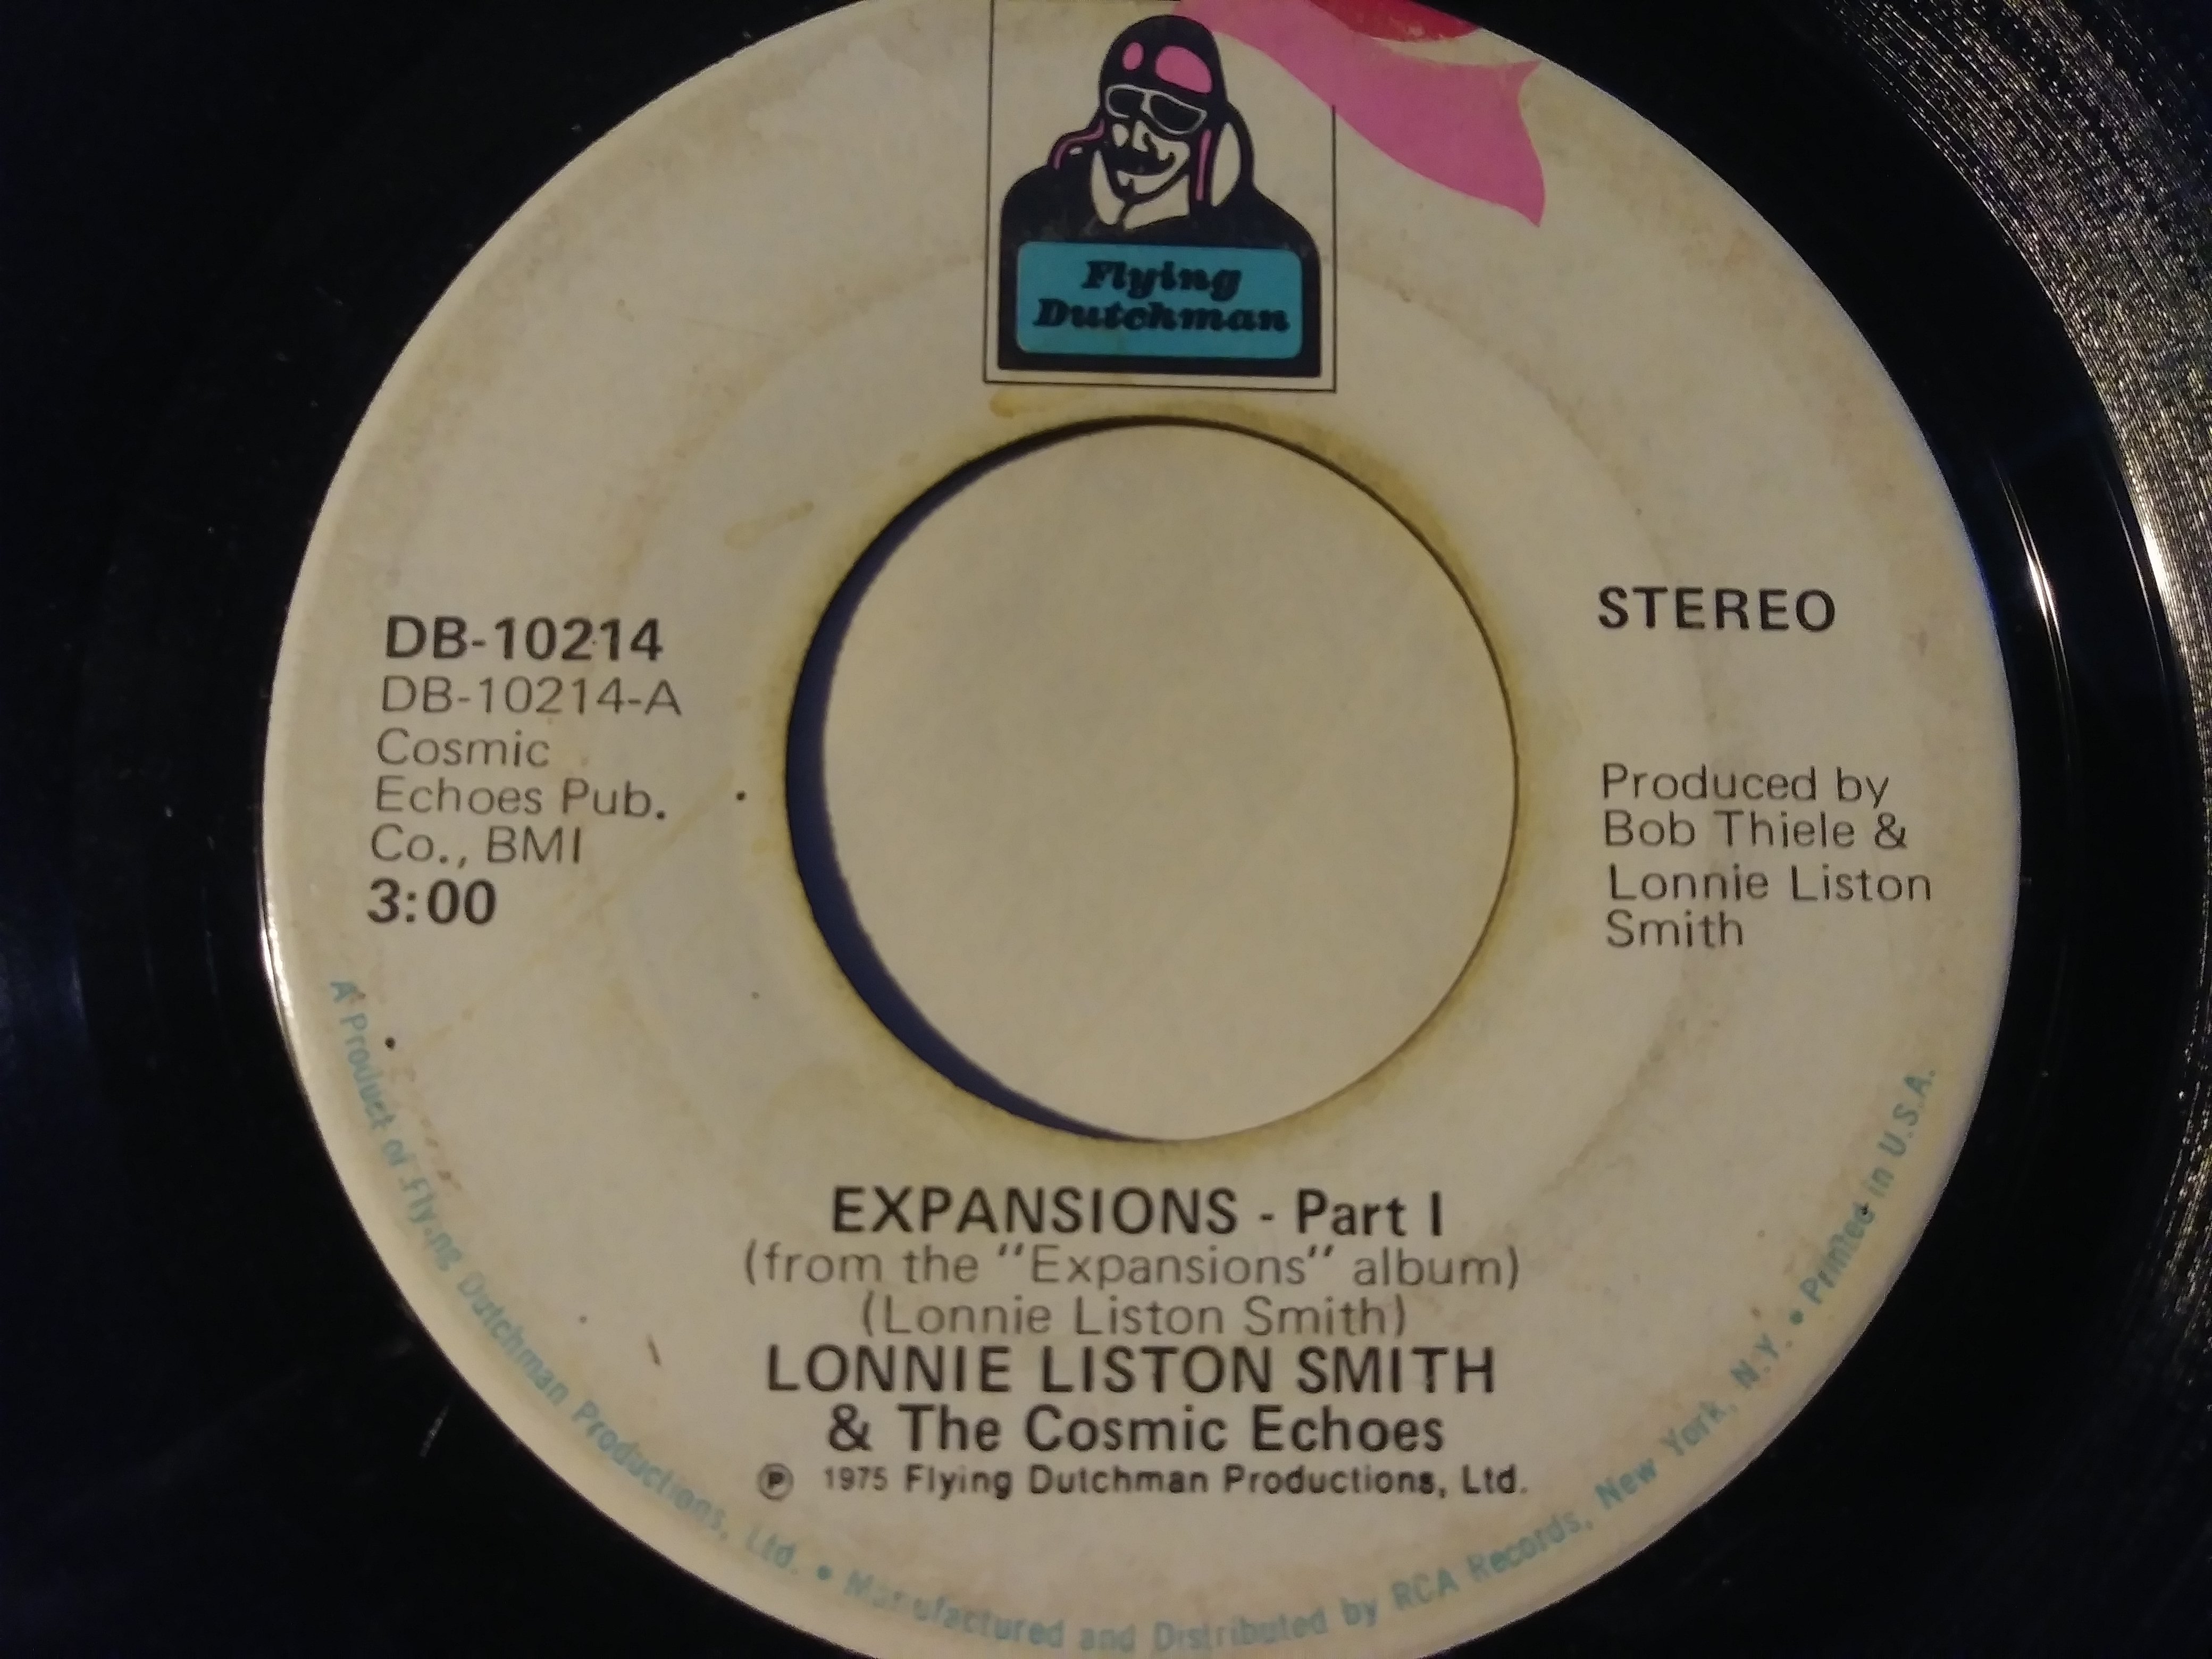 Flying
Dutchman
DB-10214
DB-10214-A
Cosmic
Echoes Pub.
Co., BMI
3:00
STEREO
Produced by
Bob Thiele &
Lonnie Liston
Smith
EXPANSIONS - Part I
(from the "Expansions" album)
(Lonnie Liston Smith)
LONNIE LISTON SMITH
& The Cosmic Echoes
℗ 1975 Flying Dutchman Productions, Ltd.
A Product of Flying Dutchman Productions, Ltd. • Manufactured and Distributed by RCA Records, New York, N.Y. • Printed in U.S.A.